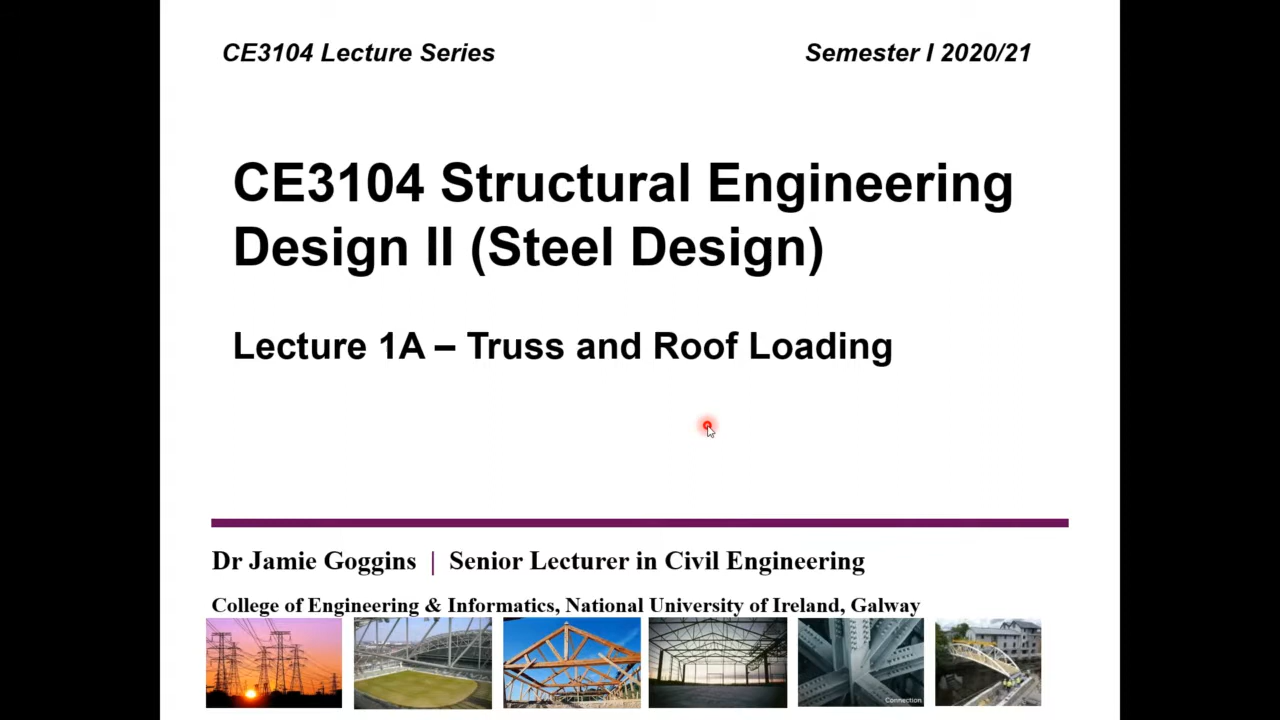 CE3104 Lecture Series
Semester I 2020/21
CE3104 Structural Engineering
Design II (Steel Design)
Lecture 1A – Truss and Roof Loading
Dr Jamie Goggins | Senior Lecturer in Civil Engineering
College of Engineering & Informatics, National University of Ireland, Galway
Connection